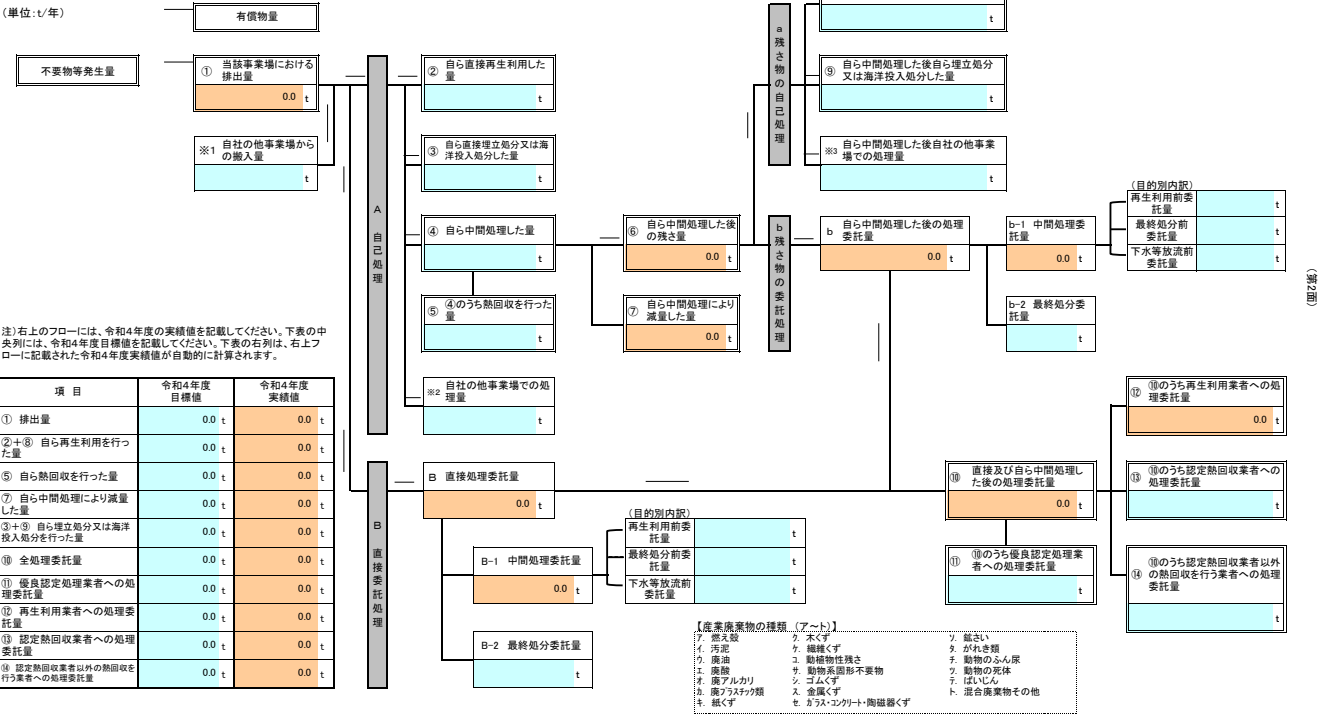 (単位:t/年)
有償物量
t
不要物等発生量
① 当該事業場における
排出量
0.0 t
※1 自社の他事業場から
の搬入量
t
A 自己処理
② 自ら直接再生利用した
量
t
③ 自ら直接埋立処分又は海
洋投入処分した量
t
④ 自ら中間処理した量
t
⑤ ④のうち熱回収を行った
量
t
※2 自社の他事業場での処
理量
t
⑥ 自ら中間処理した後
の残さ量
0.0 t
⑦ 自ら中間処理により
減量した量
0.0 t
a 残さ物の自己処理
⑨ 自ら中間処理した後自ら埋立処分
又は海洋投入処分した量
t
※3 自ら中間処理した後自社の他事業
場での処理量
t
b 残さ物の委託処理
b 自ら中間処理した後の処理
委託量
0.0 t
b-1 中間処理委
託量
0.0 t
b-2 最終処分委
託量
t
(目的別内訳)
再生利用前委
託量 t
最終処分前
委託量 t
下水等放流前
委託量 t
(第2面)
注)右上のフローには、令和4年度の実績値を記載してください。下表の中
央列には、令和4年度目標値を記載してください。下表の右列は、右上フ
ローに記載された令和4年度実績値が自動的に計算されます。
項 目 令和4年度
目標値 令和4年度
実績値
① 排出量 0.0 t 0.0 t
②+⑧ 自ら再生利用を行っ
た量 0.0 t 0.0 t
⑤ 自ら熱回収を行った量 0.0 t 0.0 t
⑦ 自ら中間処理により減量
した量 0.0 t 0.0 t
③+⑨ 自ら埋立処分又は海洋
投入処分を行った量 0.0 t 0.0 t
⑩ 全処理委託量 0.0 t 0.0 t
⑪ 優良認定処理業者への処
理委託量 0.0 t 0.0 t
⑫ 再生利用業者への処理委
託量 0.0 t 0.0 t
⑬ 認定熱回収業者への処理
委託量 0.0 t 0.0 t
⑭ 認定熱回収業者以外の熱回収を
行う業者への処理委託量 0.0 t 0.0 t
B 直接委託処理
B 直接処理委託量
0.0 t
B-1 中間処理委託量
0.0 t
B-2 最終処分委託量
t
(目的別内訳)
再生利用前委
託量 t
最終処分前委
託量 t
下水等放流前
委託量 t
⑩ 直接及び自ら中間処理し
た後の処理委託量
0.0 t
⑪ ⑩のうち優良認定処理業
者への処理委託量
t
⑫ ⑩のうち再生利用業者への処
理委託量
0.0 t
⑬ ⑩のうち認定熱回収業者への
処理委託量
t
⑭ ⑩のうち認定熱回収業者以外
の熱回収を行う業者への処理
委託量
t
【産業廃棄物の種類 (ア~ト)】
ア. 燃え殻 ク. 木くず ソ. 鉱さい
イ. 汚泥 ケ. 繊維くず タ. がれき類
ウ. 廃油 コ. 動植物性残さ チ. 動物のふん尿
エ. 廃酸 サ. 動物系固形不要物 ツ. 動物の死体
オ. 廃アルカリ シ. ゴムくず テ. ばいじん
カ. 廃プラスチック類 ス. 金属くず ト. 混合廃棄物その他
キ. 紙くず セ. ガラス・コンクリート・陶磁器くず